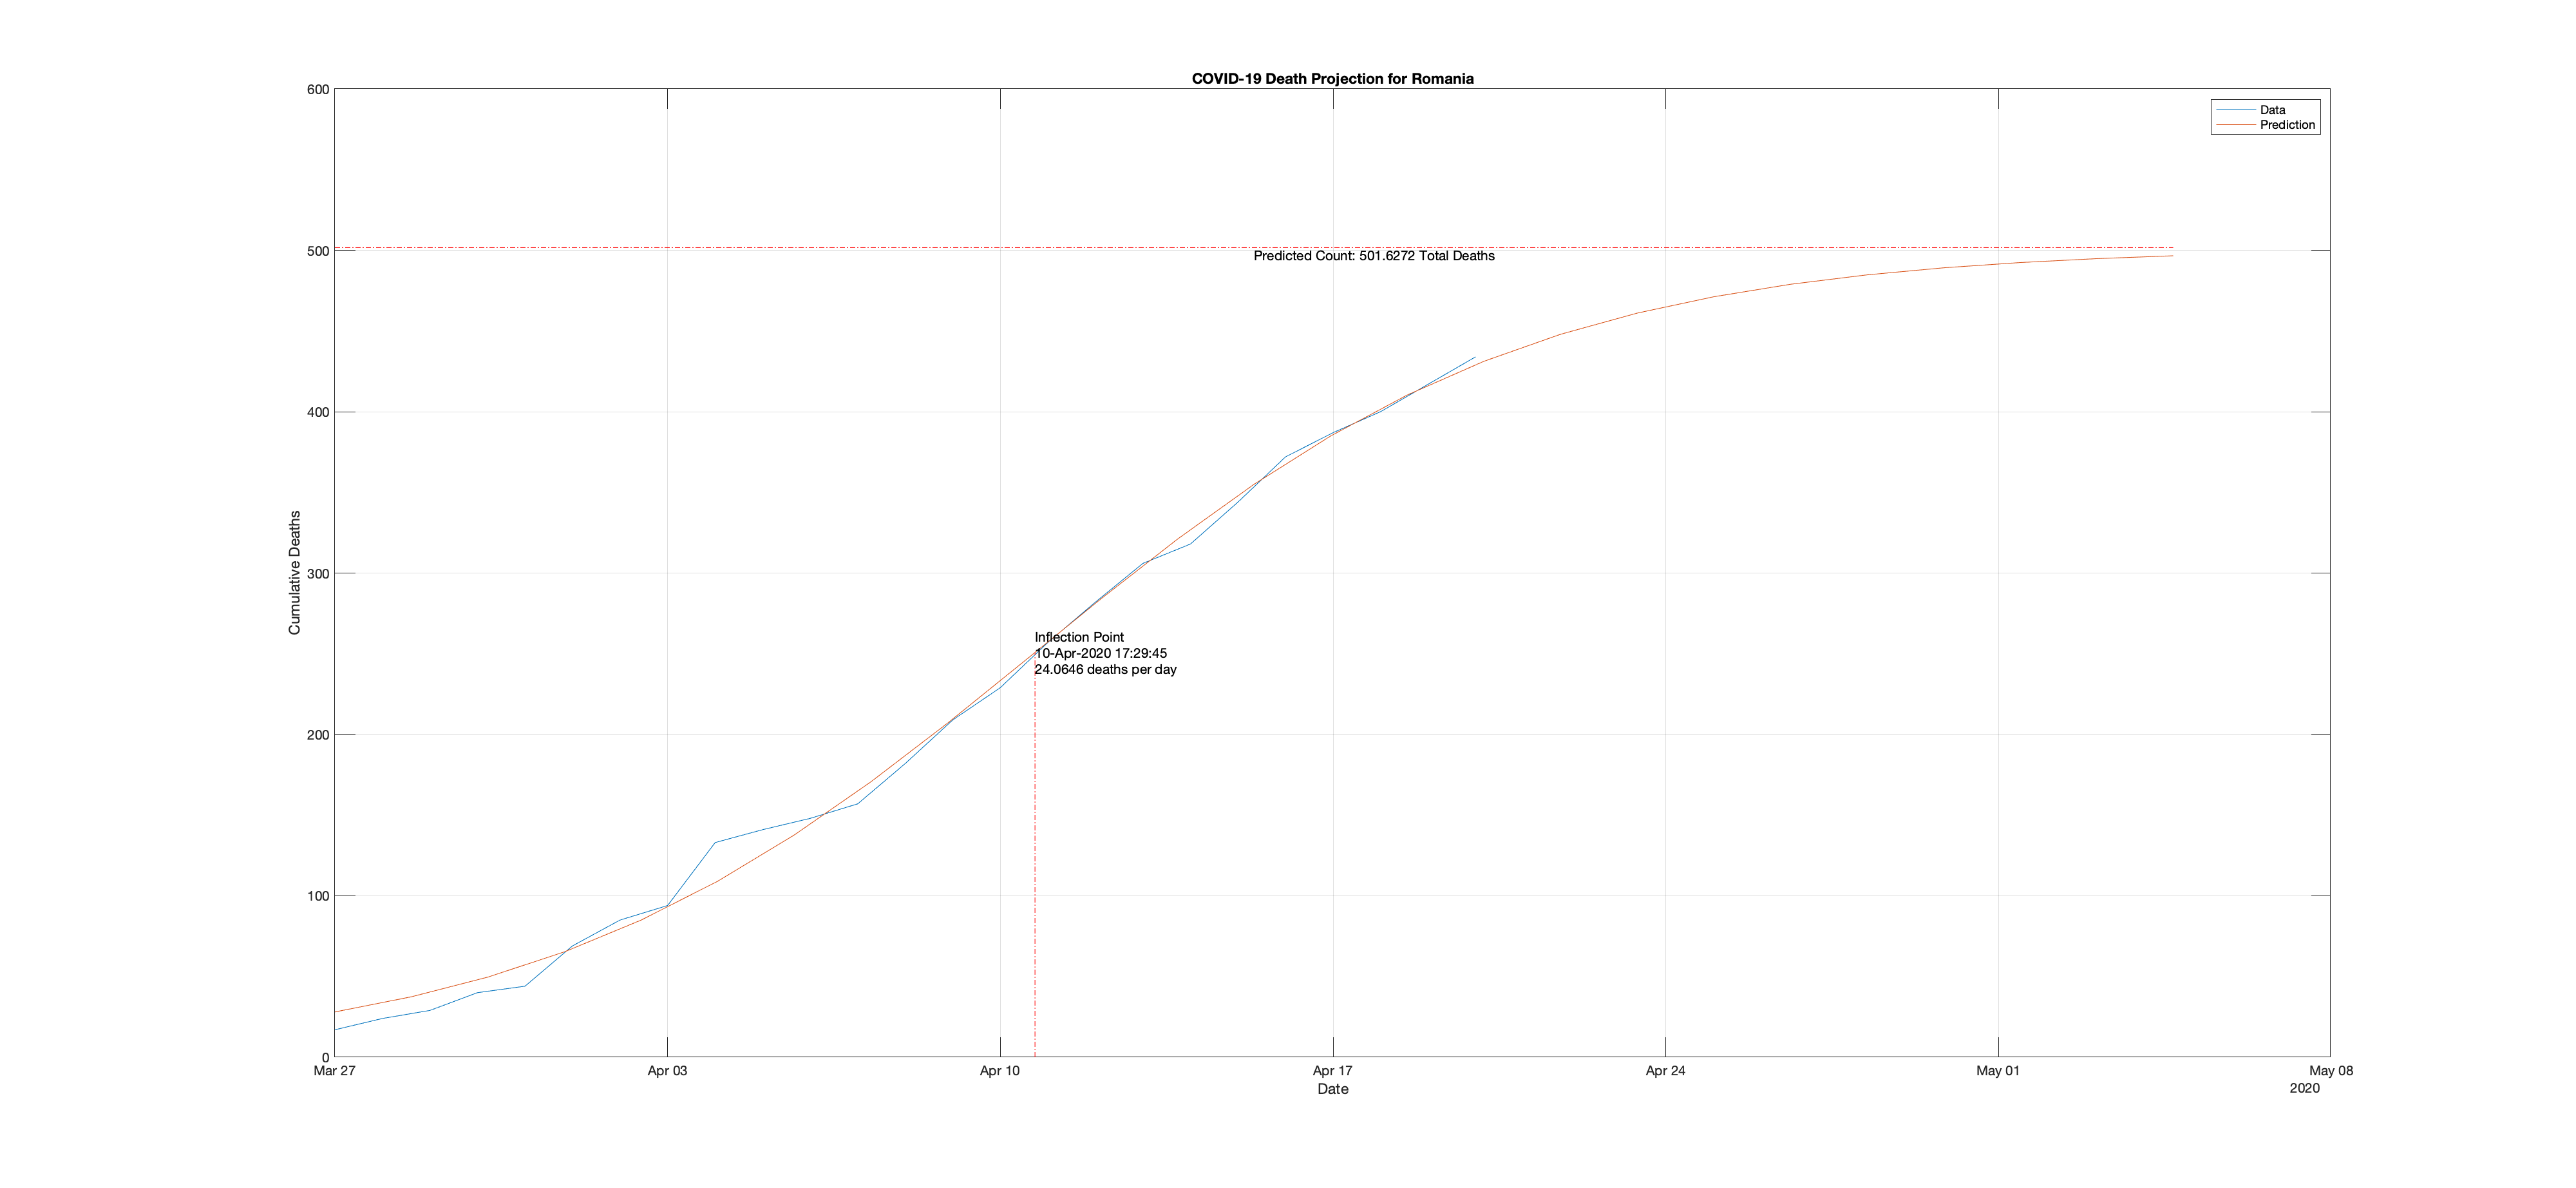 COVID-19 Death Projection for Romania
600
500
400
300
200
100
0
Cumulative Deaths
Data
Prediction
Predicted Count: 501.6272 Total Deaths
Inflection Point
10-Apr-2020 17:29:45
24.0646 deaths per day
Mar 27 Apr 03 Apr 10 Apr 17 Apr 24 May 01 May 08
Date
2020